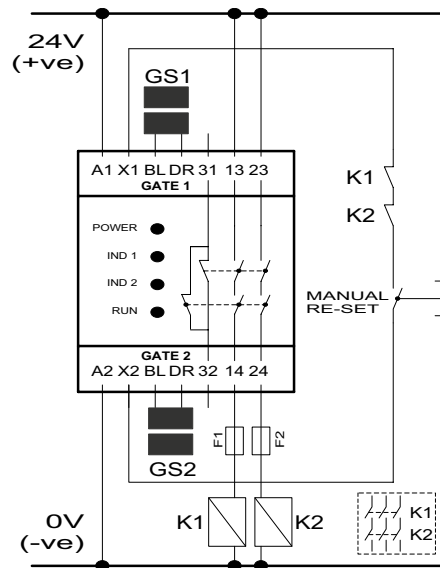 24V
(+ve)
GS1
A1 X1 BL DR 31 13 23
GATE 1
K1
K2
POWER
IND 1
IND 2
RUN
MANUAL
RE-SET
GATE 2
A2 X2 BL DR 32 14 24
F1
F2
GS2
K1
K2
0V
(-ve)
K1
K2